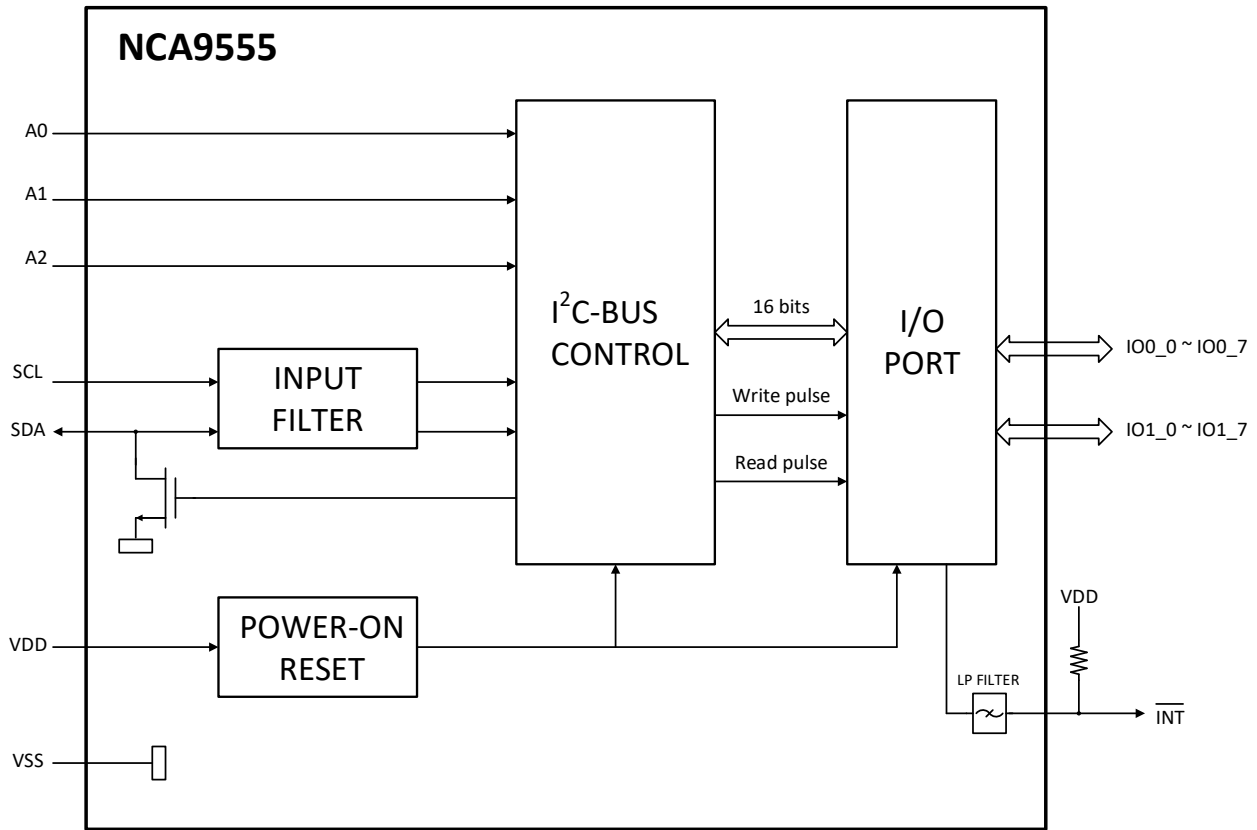 NCA9555
A0
A1
A2
SCL
SDA
VDD
VSS
INPUT
FILTER
POWER-ON
RESET
I²C-BUS
CONTROL
16 bits
Write pulse
Read pulse
I/O
PORT
IO0_0 ~ IO0_7
IO1_0 ~ IO1_7
VDD
LP FILTER
INT